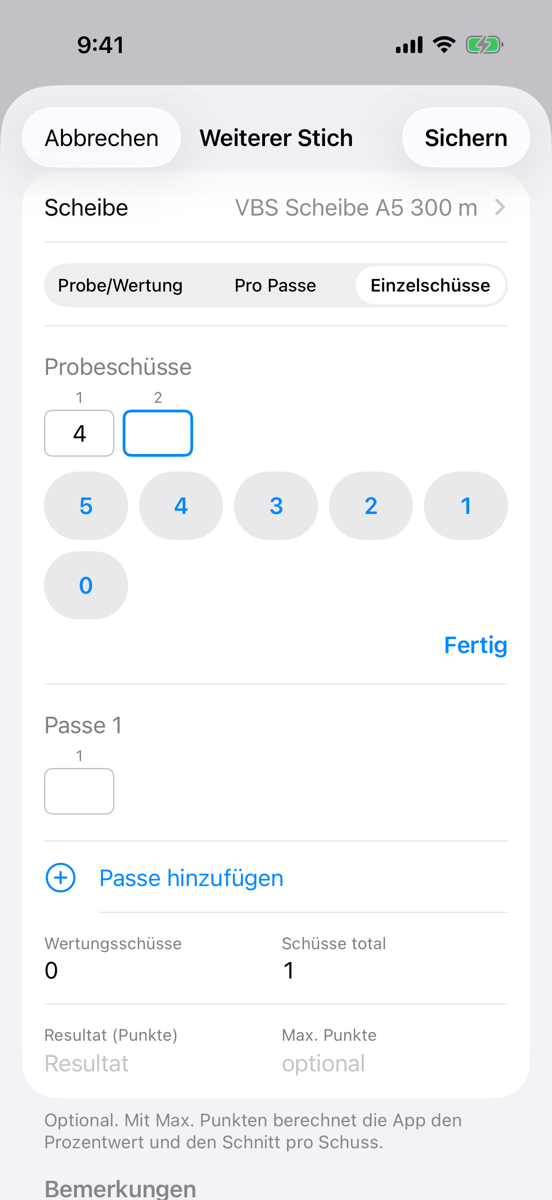 9:41
Abbrechen Weiterer Stich Sichern
Scheibe VBS Scheibe A5 300 m
Probe/Wertung Pro Passe Einzelschüsse
Probeschüsse
1 2
4
5 4 3 2 1
0
Fertig
Passe 1
1
Passe hinzufügen
Wertungsschüsse Schüsse total
0 1
Resultat (Punkte) Max. Punkte
Resultat optional
Optional. Mit Max. Punkten berechnet die App den
Prozentwert und den Schnitt pro Schuss.
Bemerkungen